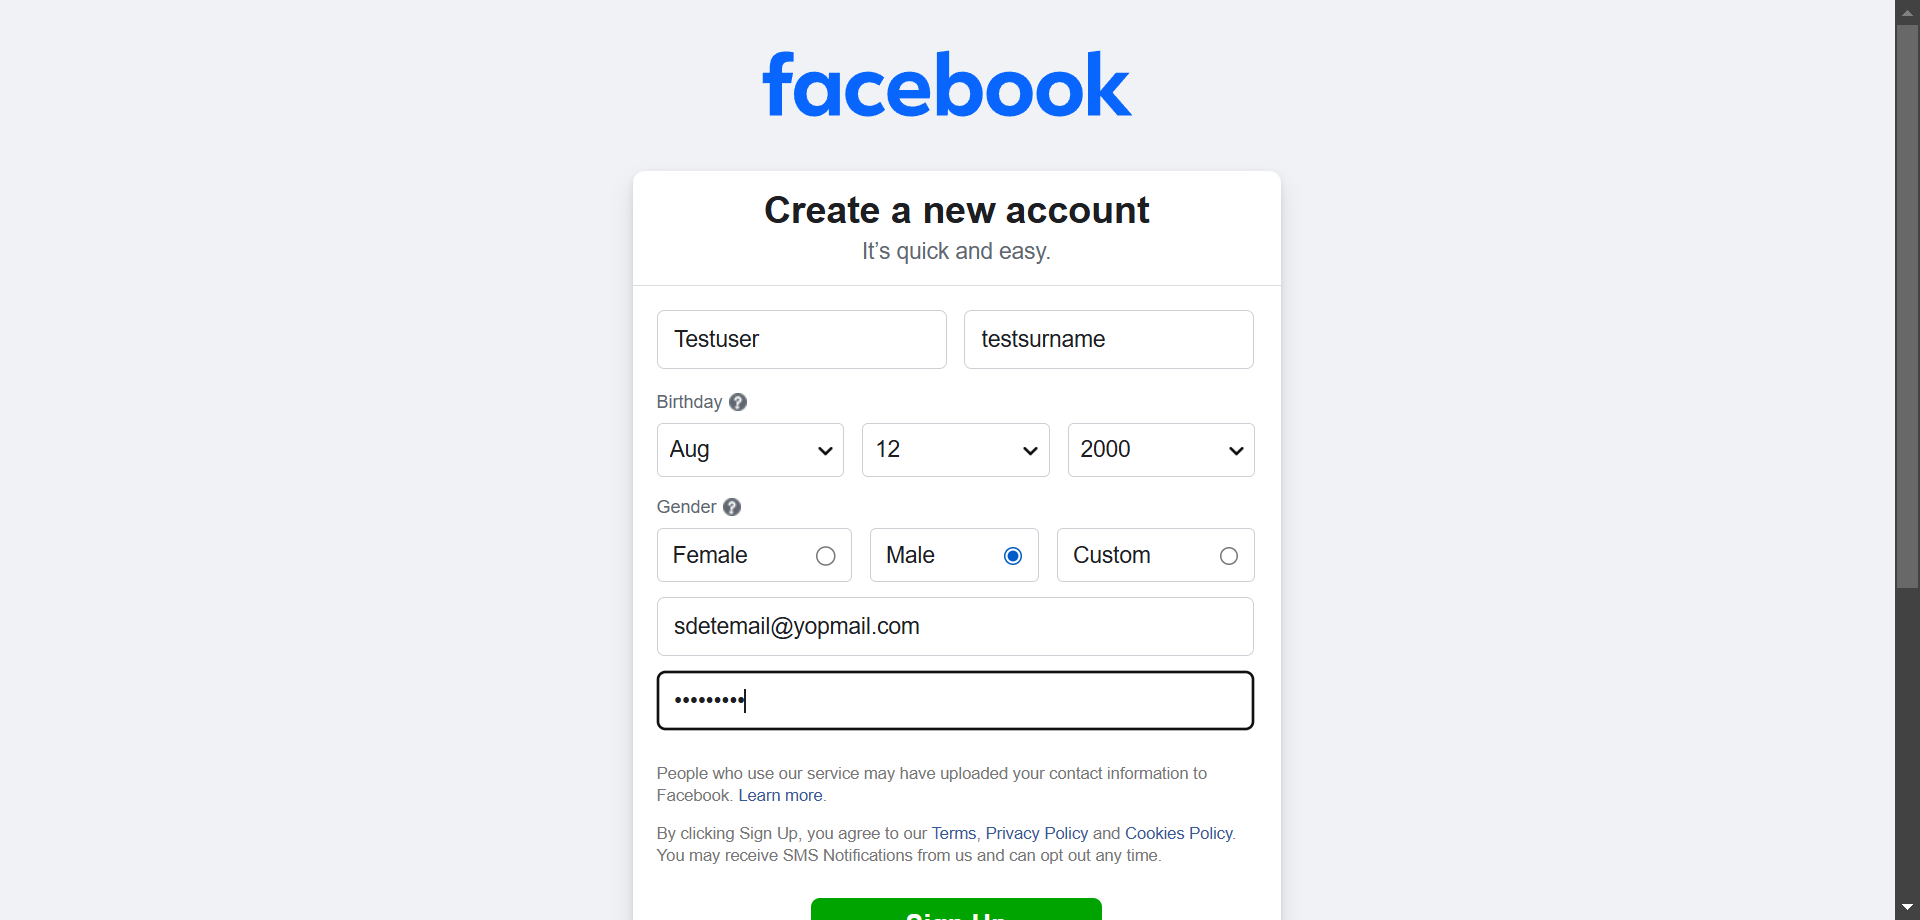 facebook
Create a new account
It’s quick and easy.
Testuser testsurname
Birthday ?
Aug 12 2000
Gender ?
Female Male Custom
sdetemail@yopmail.com
•••••••••
People who use our service may have uploaded your contact information to
Facebook. Learn more.
By clicking Sign Up, you agree to our Terms, Privacy Policy and Cookies Policy.
You may receive SMS Notifications from us and can opt out any time.
Sign Up